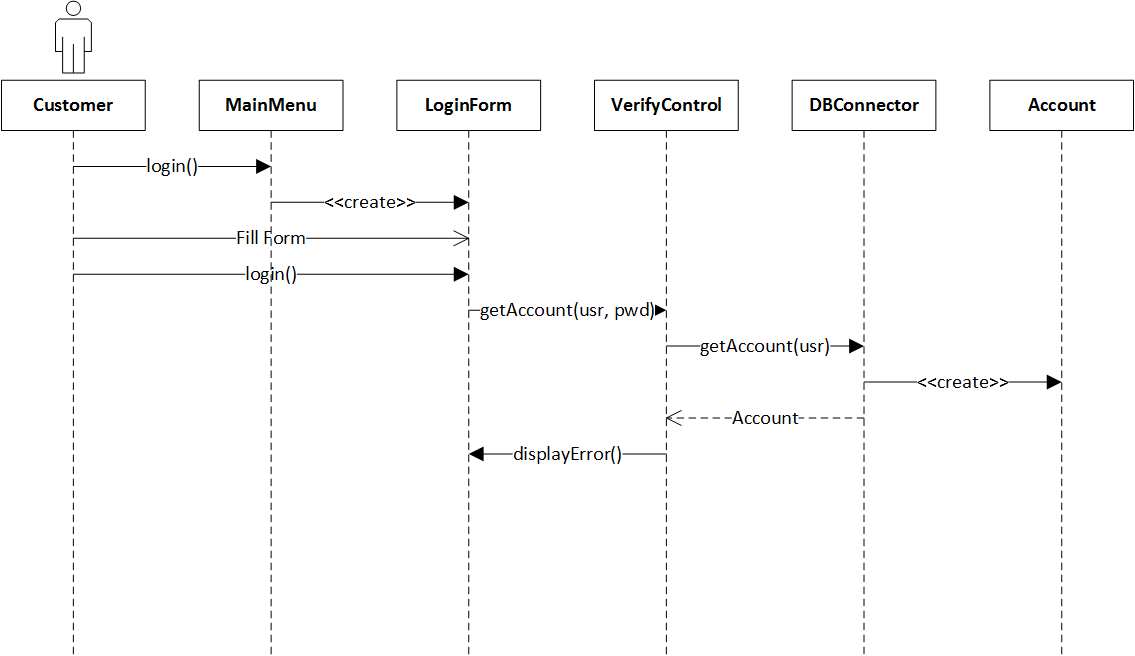 Customer
MainMenu
LoginForm
VerifyControl
DBConnector
Account
login()
<<create>>
Fill Form
login()
getAccount(usr, pwd)
getAccount(usr)
<<create>>
Account
displayError()